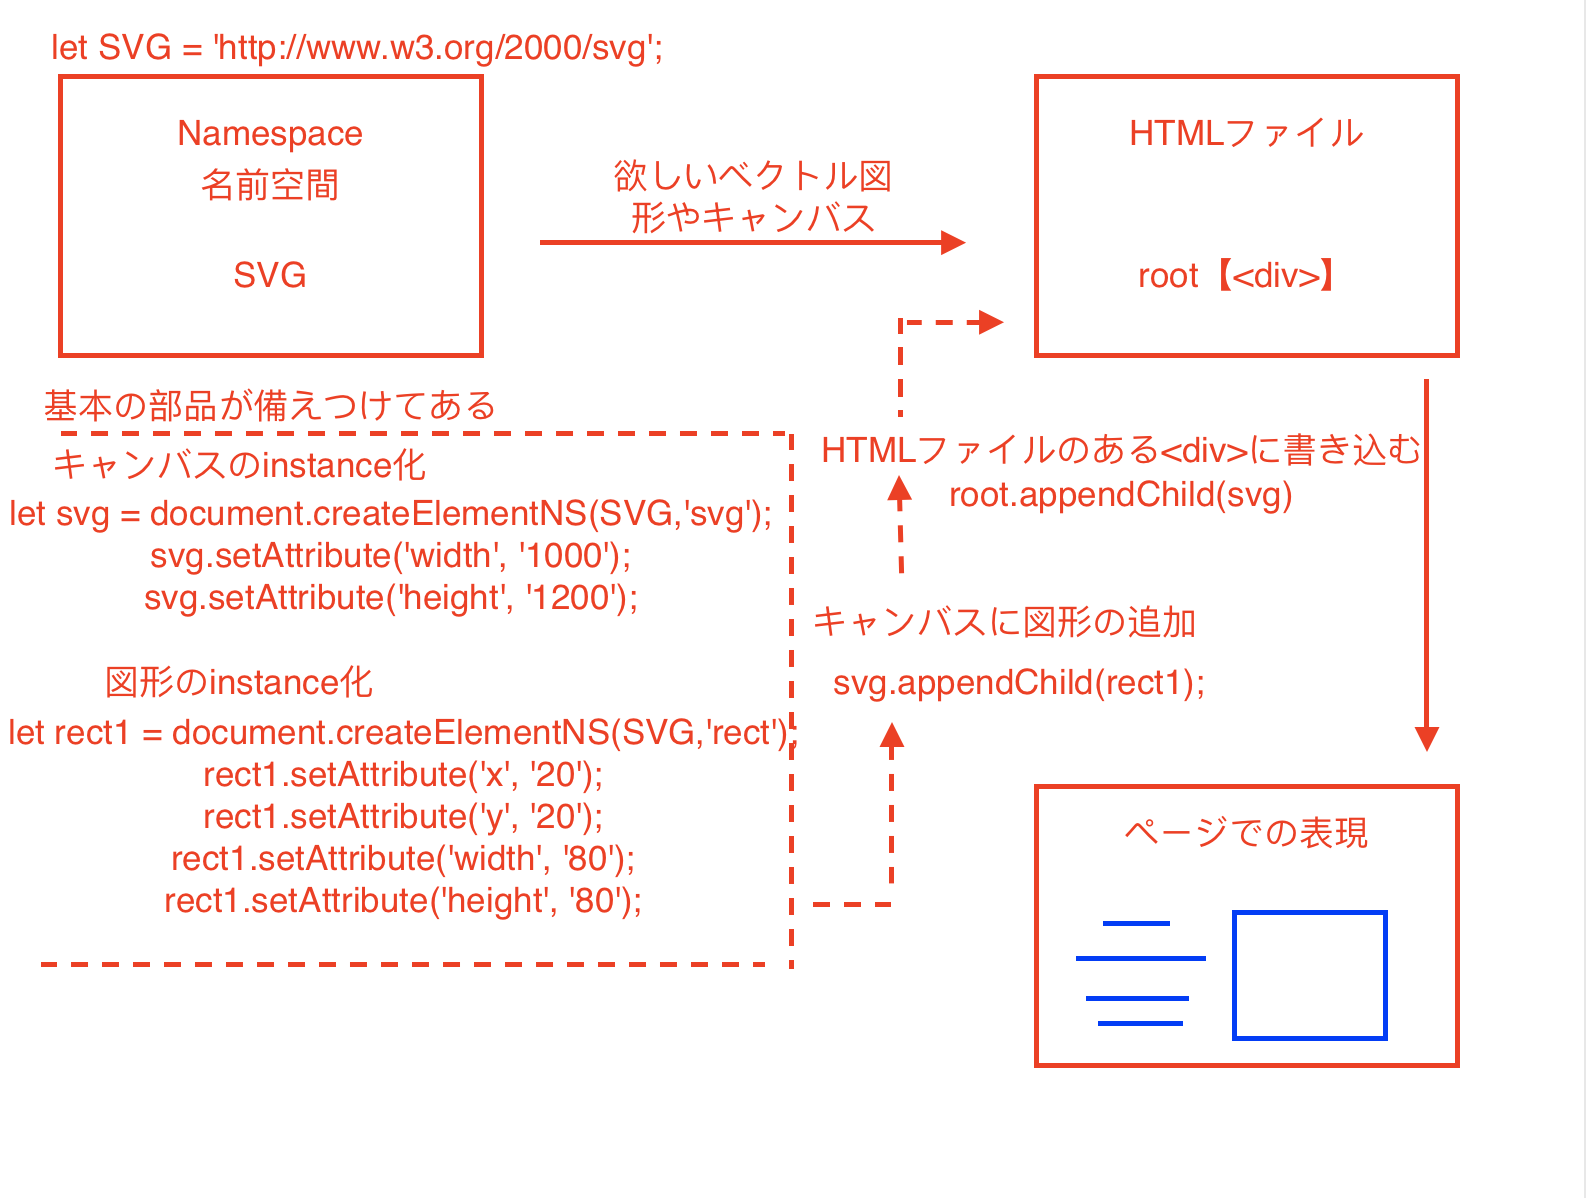 let SVG = 'http://www.w3.org/2000/svg';
Namespace
名前空間
SVG
欲しいベクトル図
形やキャンバス
HTMLファイル
root【<div>】
基本の部品が備えつけてある
キャンバスのinstance化
let svg = document.createElementNS(SVG,'svg');
svg.setAttribute('width', '1000');
svg.setAttribute('height', '1200');
図形のinstance化
let rect1 = document.createElementNS(SVG,'rect');
rect1.setAttribute('x', '20');
rect1.setAttribute('y', '20');
rect1.setAttribute('width', '80');
rect1.setAttribute('height', '80');
HTMLファイルのある<div>に書き込む
root.appendChild(svg)
キャンバスに図形の追加
svg.appendChild(rect1);
ページでの表現